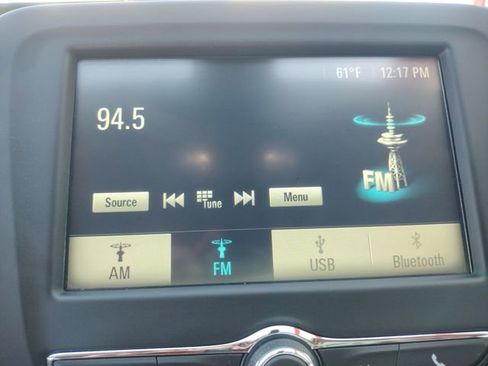 61°F 12:17 PM
94.5
FM
Source Tune Menu
AM FM USB Bluetooth